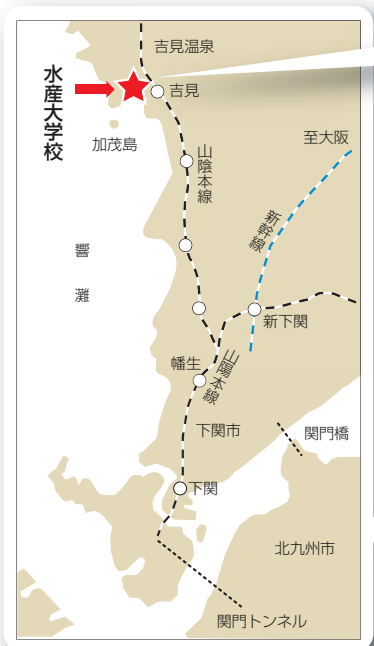 吉見温泉
水産大学校
吉見
加茂島
山陰本線
至大阪
新幹線
響灘
新下関
山陽本線
幡生
下関市
関門橋
下関
北九州市
関門トンネル